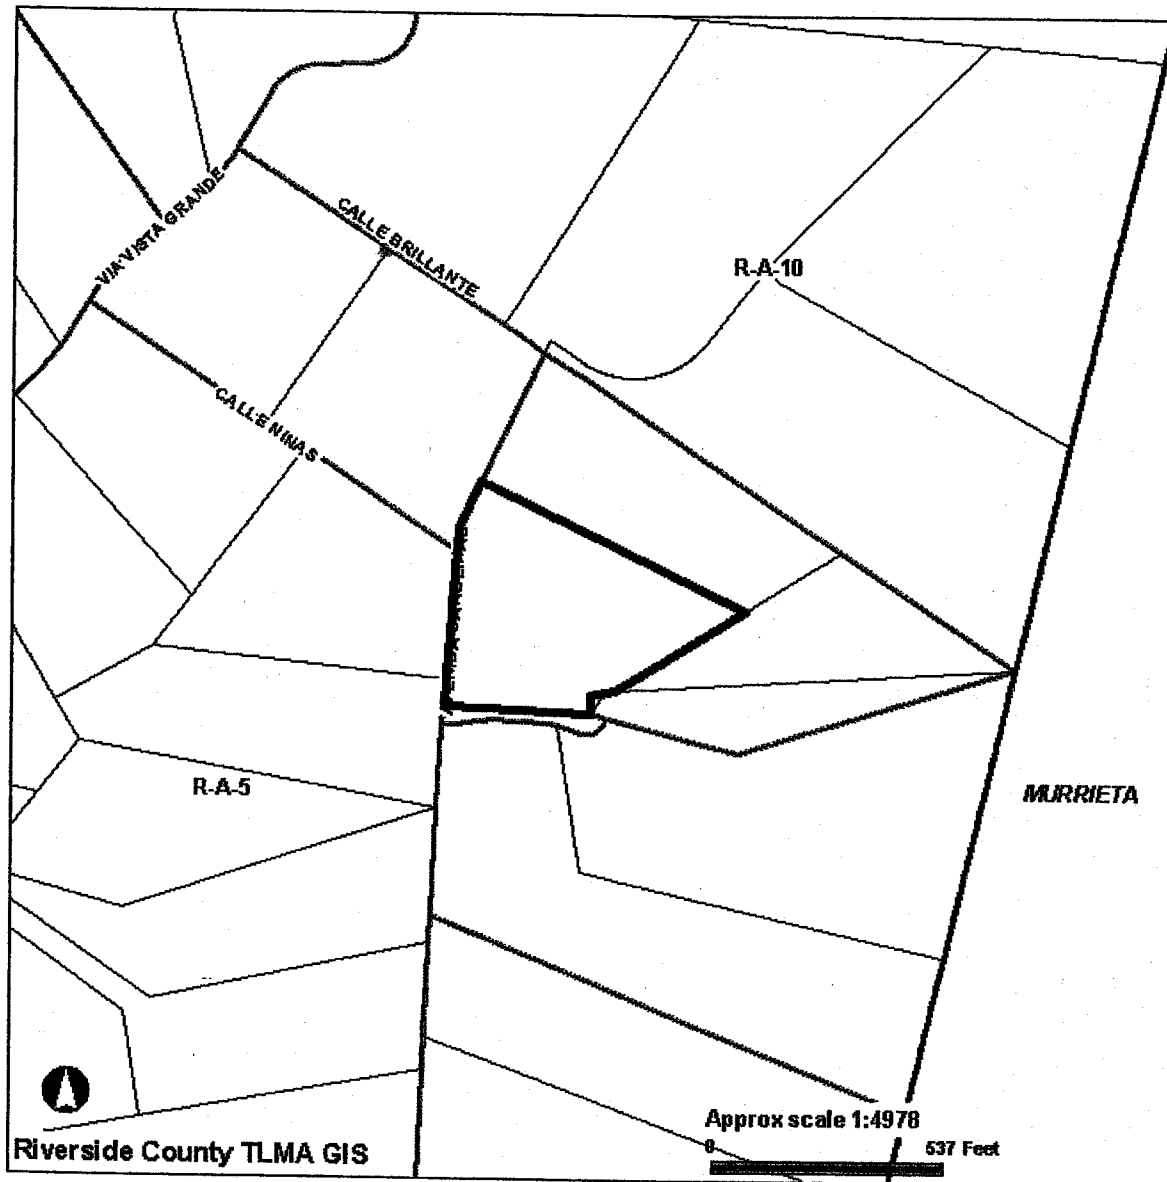 VIA VISTA GRANDE
CALLE BRILLANTE
R-A-10
CALLE NINAS
R-A-5
MURRIETA
Approx scale 1:4978
0
537 Feet
Riverside County TLMA GIS